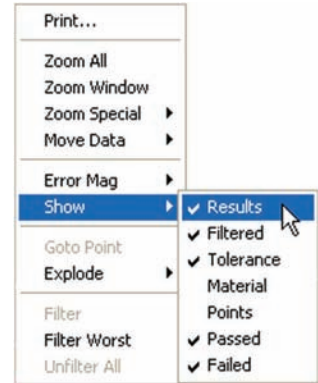 Print...
Zoom All
Zoom Window
Zoom Special
Move Data
Error Mag
Show
Goto Point
Explode
Filter
Filter Worst
Unfilter All
Results
Filtered
Tolerance
Material
Points
Passed
Failed